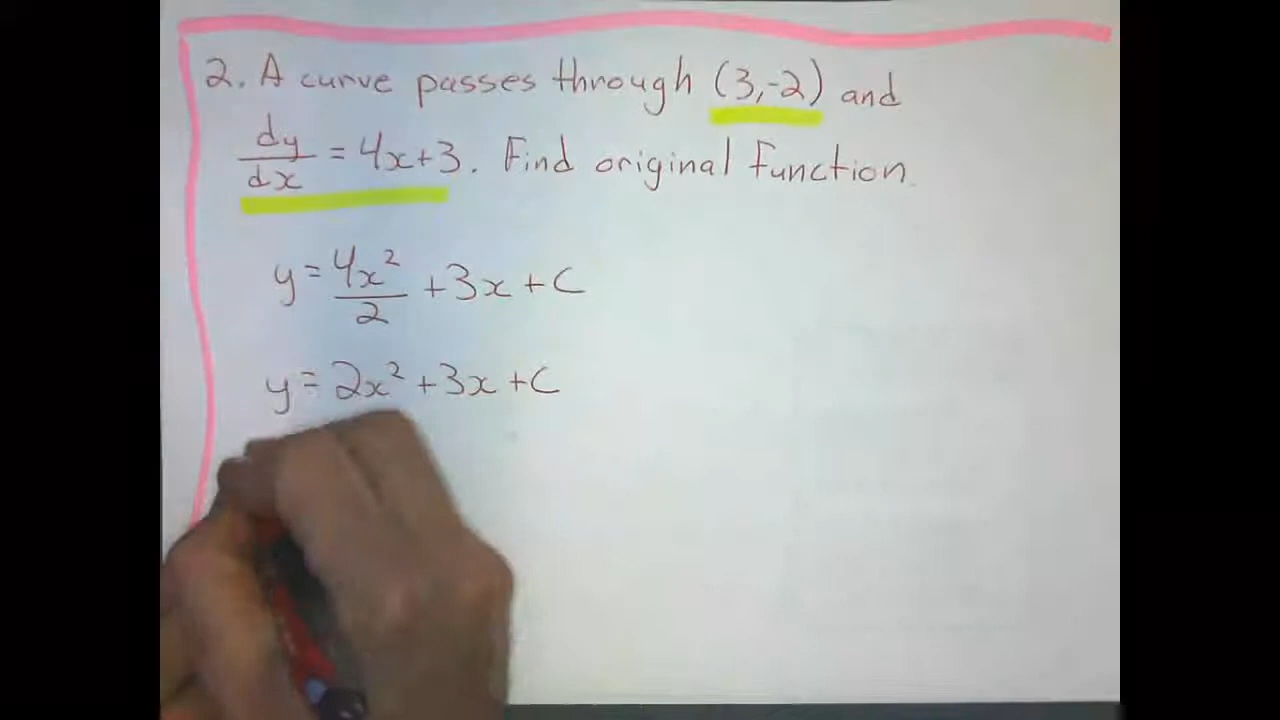 2. A curve passes through (3,-2) and
dy/dx = 4x+3. Find original function.
y = 4x²/2 + 3x + C
y = 2x² + 3x + C